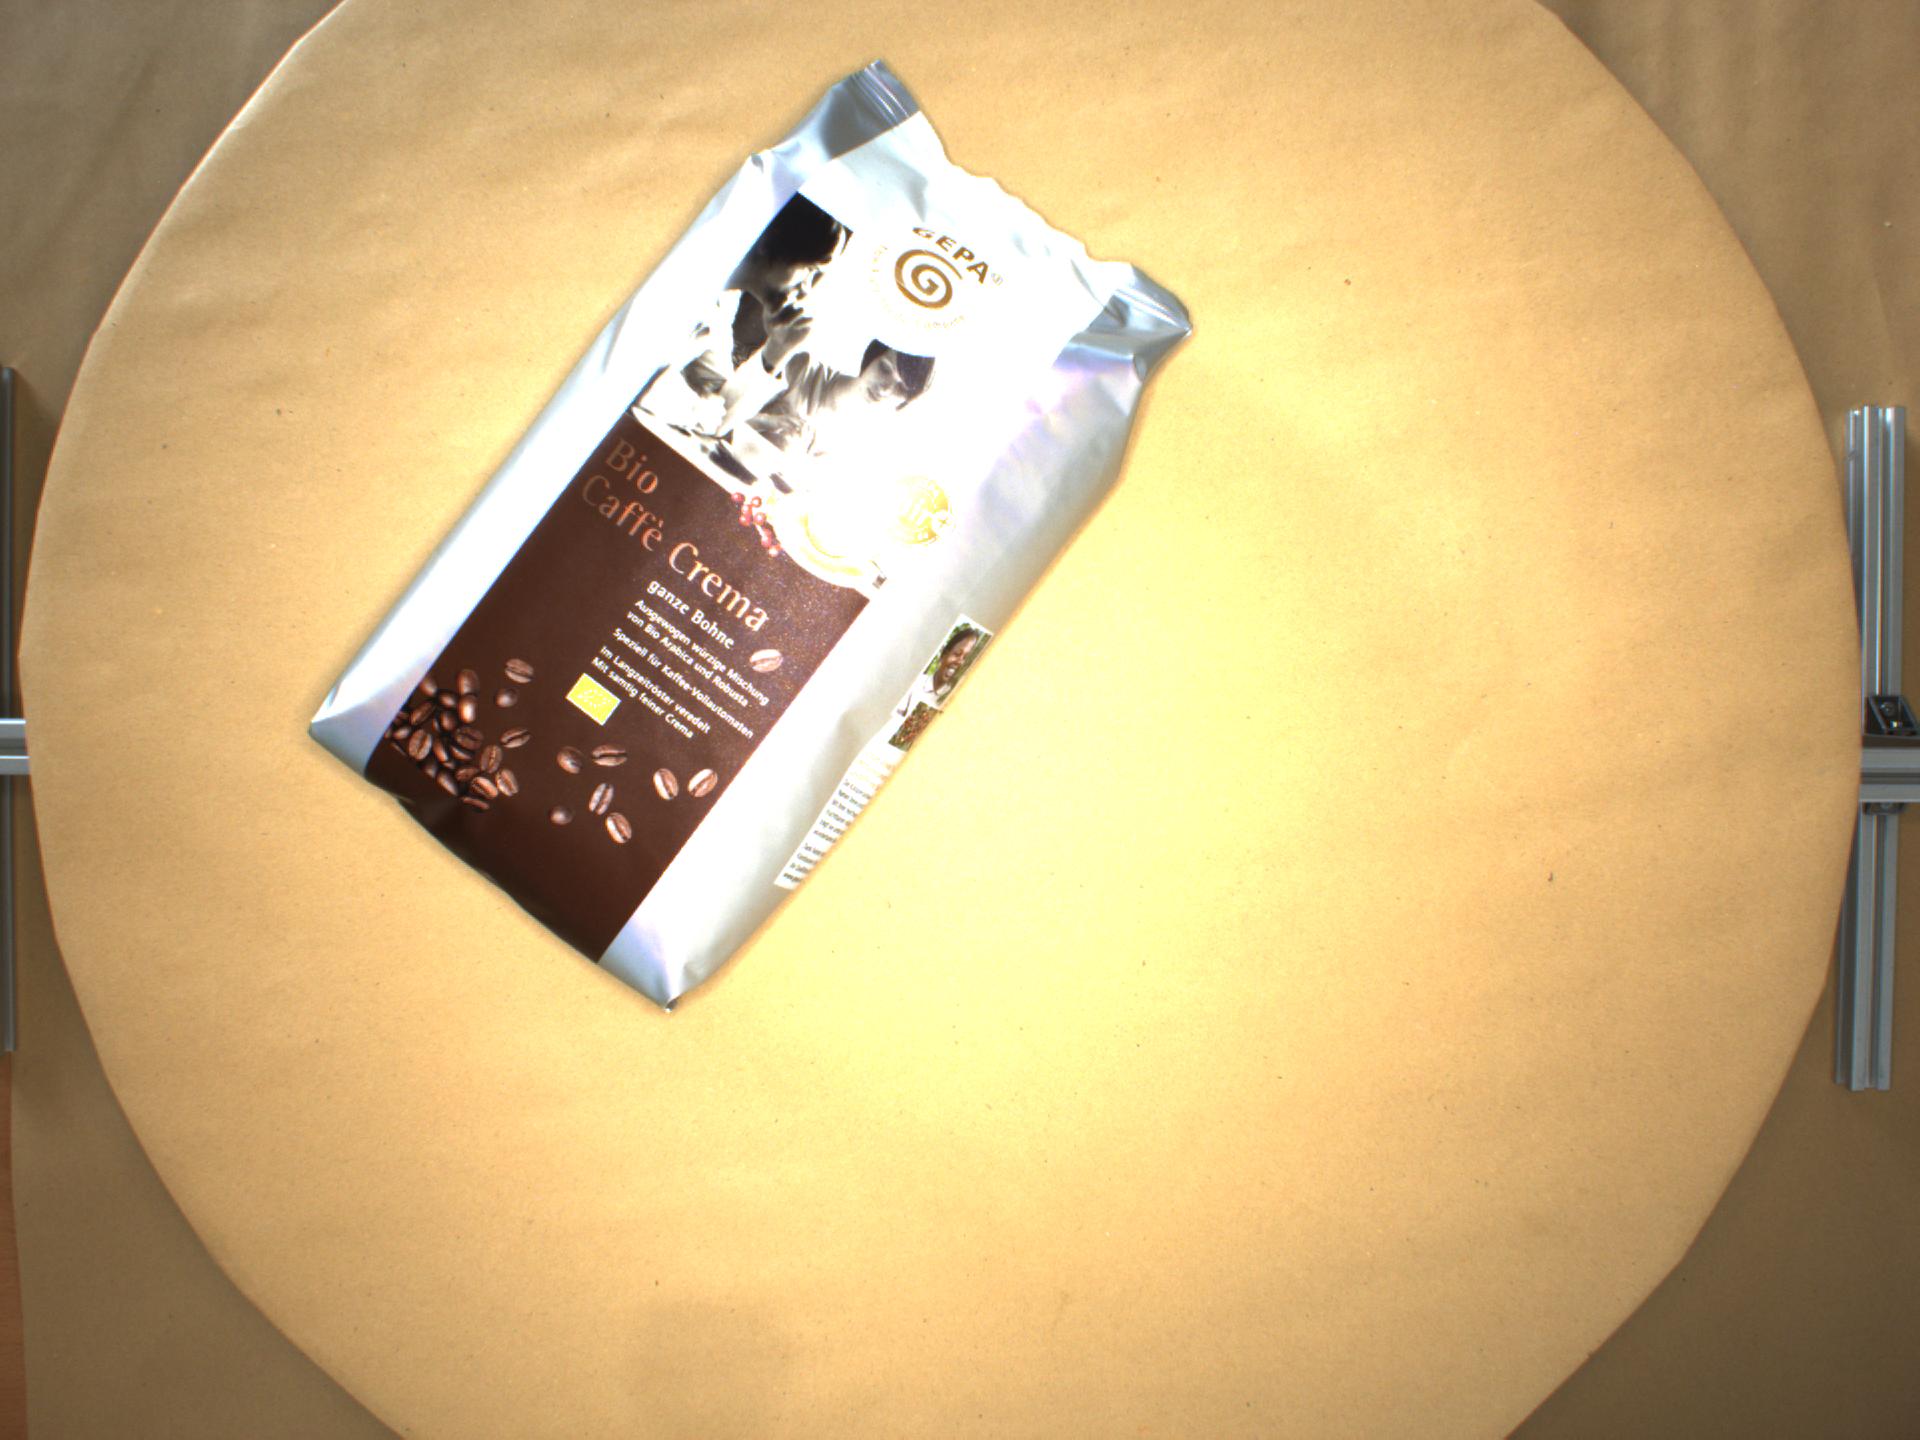 GEPA®
G
Bio
Caffè Crema
ganze Bohne
Ausgewogen würzige Mischung
von Bio Arabica und Robusta
Speziell für Kaffee-Vollautomaten
Im Langzeitröster veredelt
Mit samtig feiner Crema